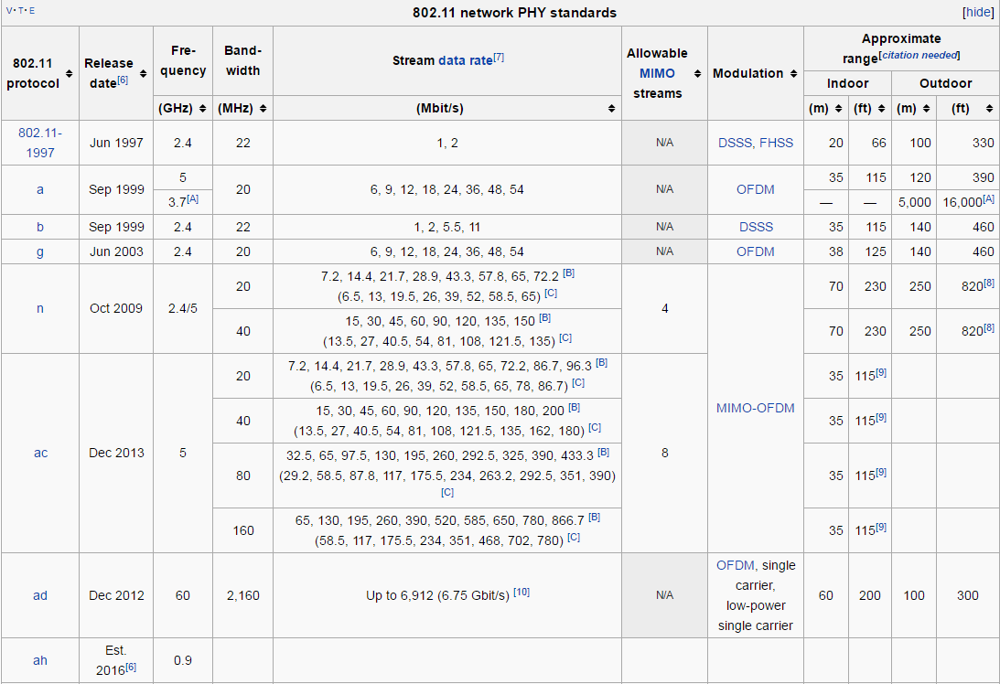 V · T · E
802.11 network PHY standards
[hide]
802.11 protocol
Release date[6]
Fre-quency
Band-width
Stream data rate[7]
Allowable MIMO streams
Modulation
Approximate range[citation needed]
Indoor Outdoor
(GHz) (MHz) (Mbit/s) (m) (ft) (m) (ft)
802.11-1997 Jun 1997 2.4 22 1, 2 N/A DSSS, FHSS 20 66 100 330
a Sep 1999 5 20 6, 9, 12, 18, 24, 36, 48, 54 N/A OFDM 35 115 120 390
3.7[A] — — 5,000 16,000[A]
b Sep 1999 2.4 22 1, 2, 5.5, 11 N/A DSSS 35 115 140 460
g Jun 2003 2.4 20 6, 9, 12, 18, 24, 36, 48, 54 N/A OFDM 38 125 140 460
n Oct 2009 2.4/5 20 7.2, 14.4, 21.7, 28.9, 43.3, 57.8, 65, 72.2 [B]
(6.5, 13, 19.5, 26, 39, 52, 58.5, 65) [C] 4 MIMO-OFDM 70 230 250 820[8]
40 15, 30, 45, 60, 90, 120, 135, 150 [B]
(13.5, 27, 40.5, 54, 81, 108, 121.5, 135) [C] 70 230 250 820[8]
ac Dec 2013 5 20 7.2, 14.4, 21.7, 28.9, 43.3, 57.8, 65, 72.2, 86.7, 96.3 [B]
(6.5, 13, 19.5, 26, 39, 52, 58.5, 65, 78, 86.7) [C] 8 35 115[9]
40 15, 30, 45, 60, 90, 120, 135, 150, 180, 200 [B]
(13.5, 27, 40.5, 54, 81, 108, 121.5, 135, 162, 180) [C] 35 115[9]
80 32.5, 65, 97.5, 130, 195, 260, 292.5, 325, 390, 433.3 [B]
(29.2, 58.5, 87.8, 117, 175.5, 234, 263.2, 292.5, 351, 390)
[C] 35 115[9]
160 65, 130, 195, 260, 390, 520, 585, 650, 780, 866.7 [B]
(58.5, 117, 175.5, 234, 351, 468, 702, 780) [C] 35 115[9]
ad Dec 2012 60 2,160 Up to 6,912 (6.75 Gbit/s) [10] N/A OFDM, single
carrier,
low-power
single carrier 60 200 100 300
ah Est.
2016[6] 0.9